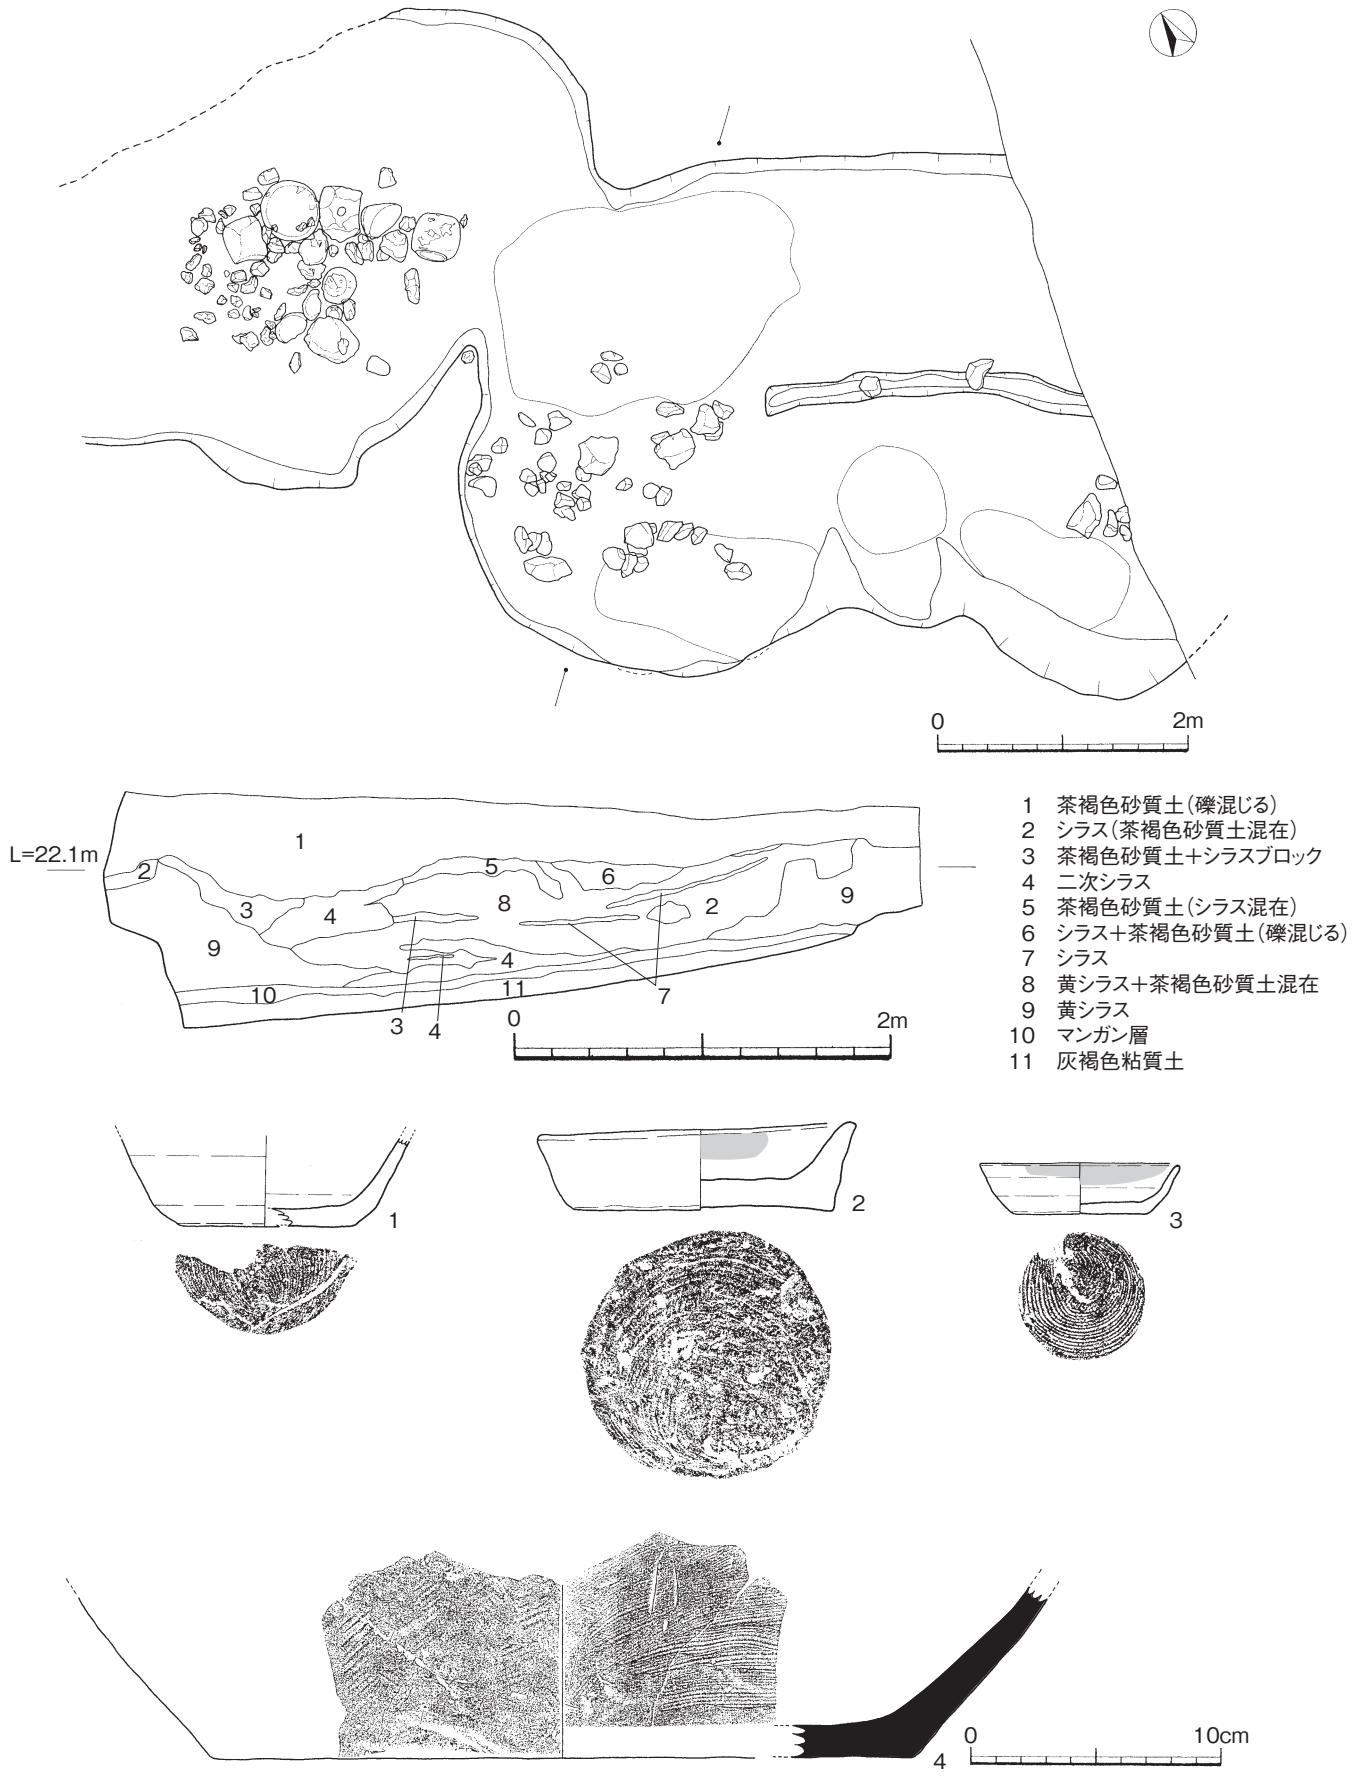 0 2m
L=22.1m
1 茶褐色砂質土(礫混じる)
2 シラス(茶褐色砂質土混在)
3 茶褐色砂質土+シラスブロック
4 二次シラス
5 茶褐色砂質土(シラス混在)
6 シラス+茶褐色砂質土(礫混じる)
7 シラス
8 黄シラス+茶褐色砂質土混在
9 黄シラス
10 マンガン層
11 灰褐色粘質土
1
2
5
6
3
4
8
2
9
9
4
10
11
7
3
4
0 2m
1
2
3
4
0 10cm